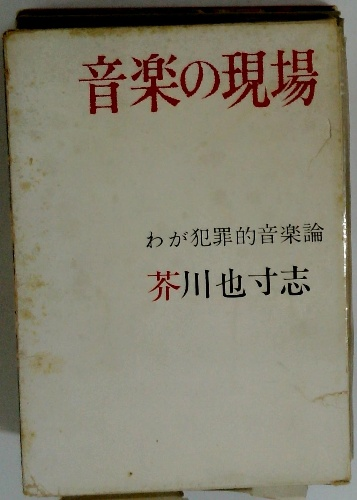 音楽の現場
わが犯罪的音楽論
芥川也寸志